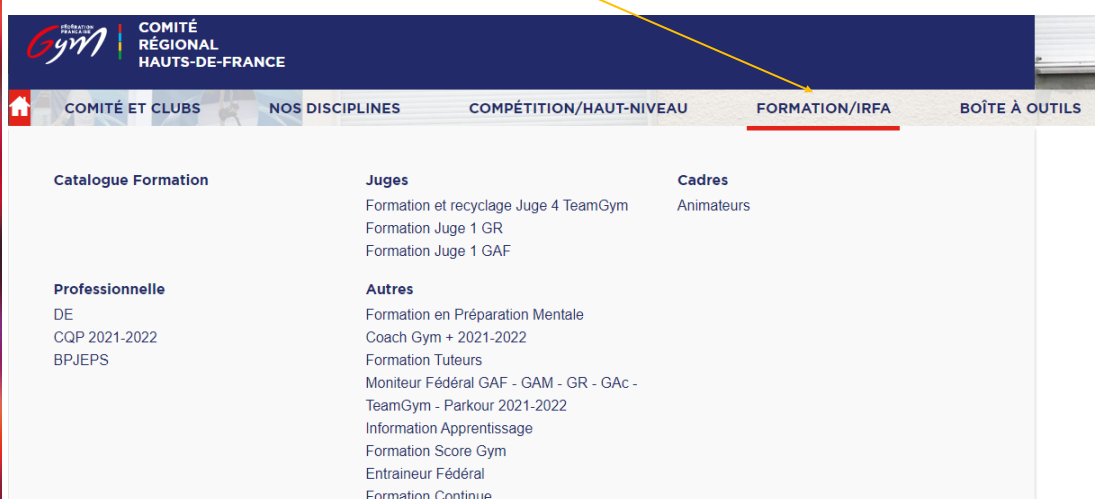 FÉDÉRATION
FRANÇAISE
Gym
COMITÉ
RÉGIONAL
HAUTS-DE-FRANCE
COMITÉ ET CLUBS
NOS DISCIPLINES
COMPÉTITION/HAUT-NIVEAU
FORMATION/IRFA
BOÎTE À OUTILS
Catalogue Formation
Juges
Formation et recyclage Juge 4 TeamGym
Formation Juge 1 GR
Formation Juge 1 GAF
Cadres
Animateurs
Professionnelle
DE
CQP 2021-2022
BPJEPS
Autres
Formation en Préparation Mentale
Coach Gym + 2021-2022
Formation Tuteurs
Moniteur Fédéral GAF - GAM - GR - GAc -
TeamGym - Parkour 2021-2022
Information Apprentissage
Formation Score Gym
Entraineur Fédéral
Formation Continue